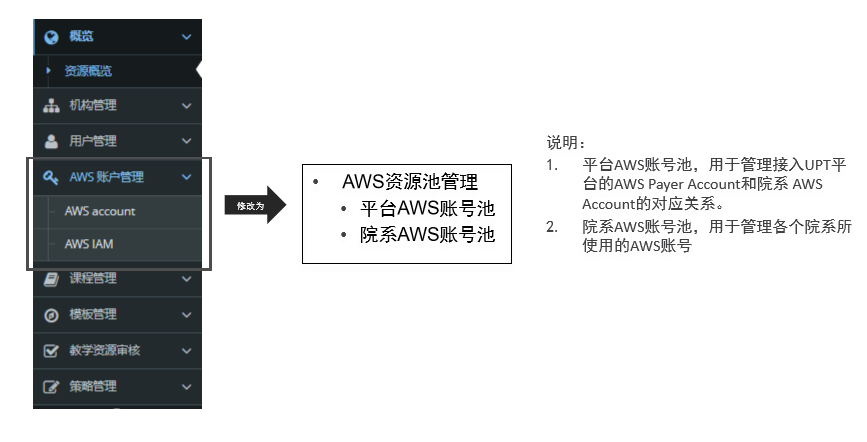 概览
资源概览
机构管理
用户管理
AWS 账户管理
AWS account
AWS IAM
课程管理
模板管理
教学资源审核
策略管理
修改为
• AWS资源池管理
• 平台AWS账号池
• 院系AWS账号池
说明：
1. 平台AWS账号池，用于管理接入UPT平
台的AWS Payer Account和院系 AWS
Account的对应关系。
2. 院系AWS账号池，用于管理各个院系所
使用的AWS账号